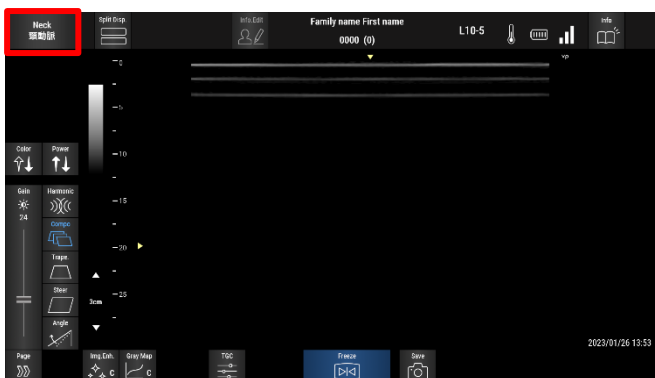 Neck
頸動脈
Split Disp.
Info.Edit
Family name First name
0000 (0)
L10-5
Info
VP
0
5
10
15
20
25
Color
Power
Gain
24
Harmonic
Compo.
Trape.
Steer
Angle
3cm
2023/01/26 13:53
Page
Img.Enh.
C
Gray Map
C
TGC
Freeze
Save